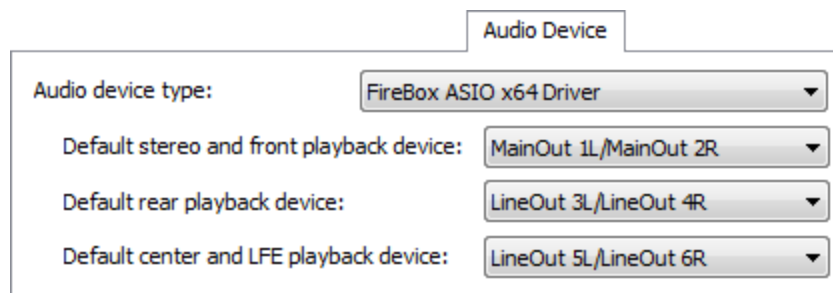 Audio Device
Audio device type: FireBox ASIO x64 Driver
Default stereo and front playback device: MainOut 1L/MainOut 2R
Default rear playback device: LineOut 3L/LineOut 4R
Default center and LFE playback device: LineOut 5L/LineOut 6R